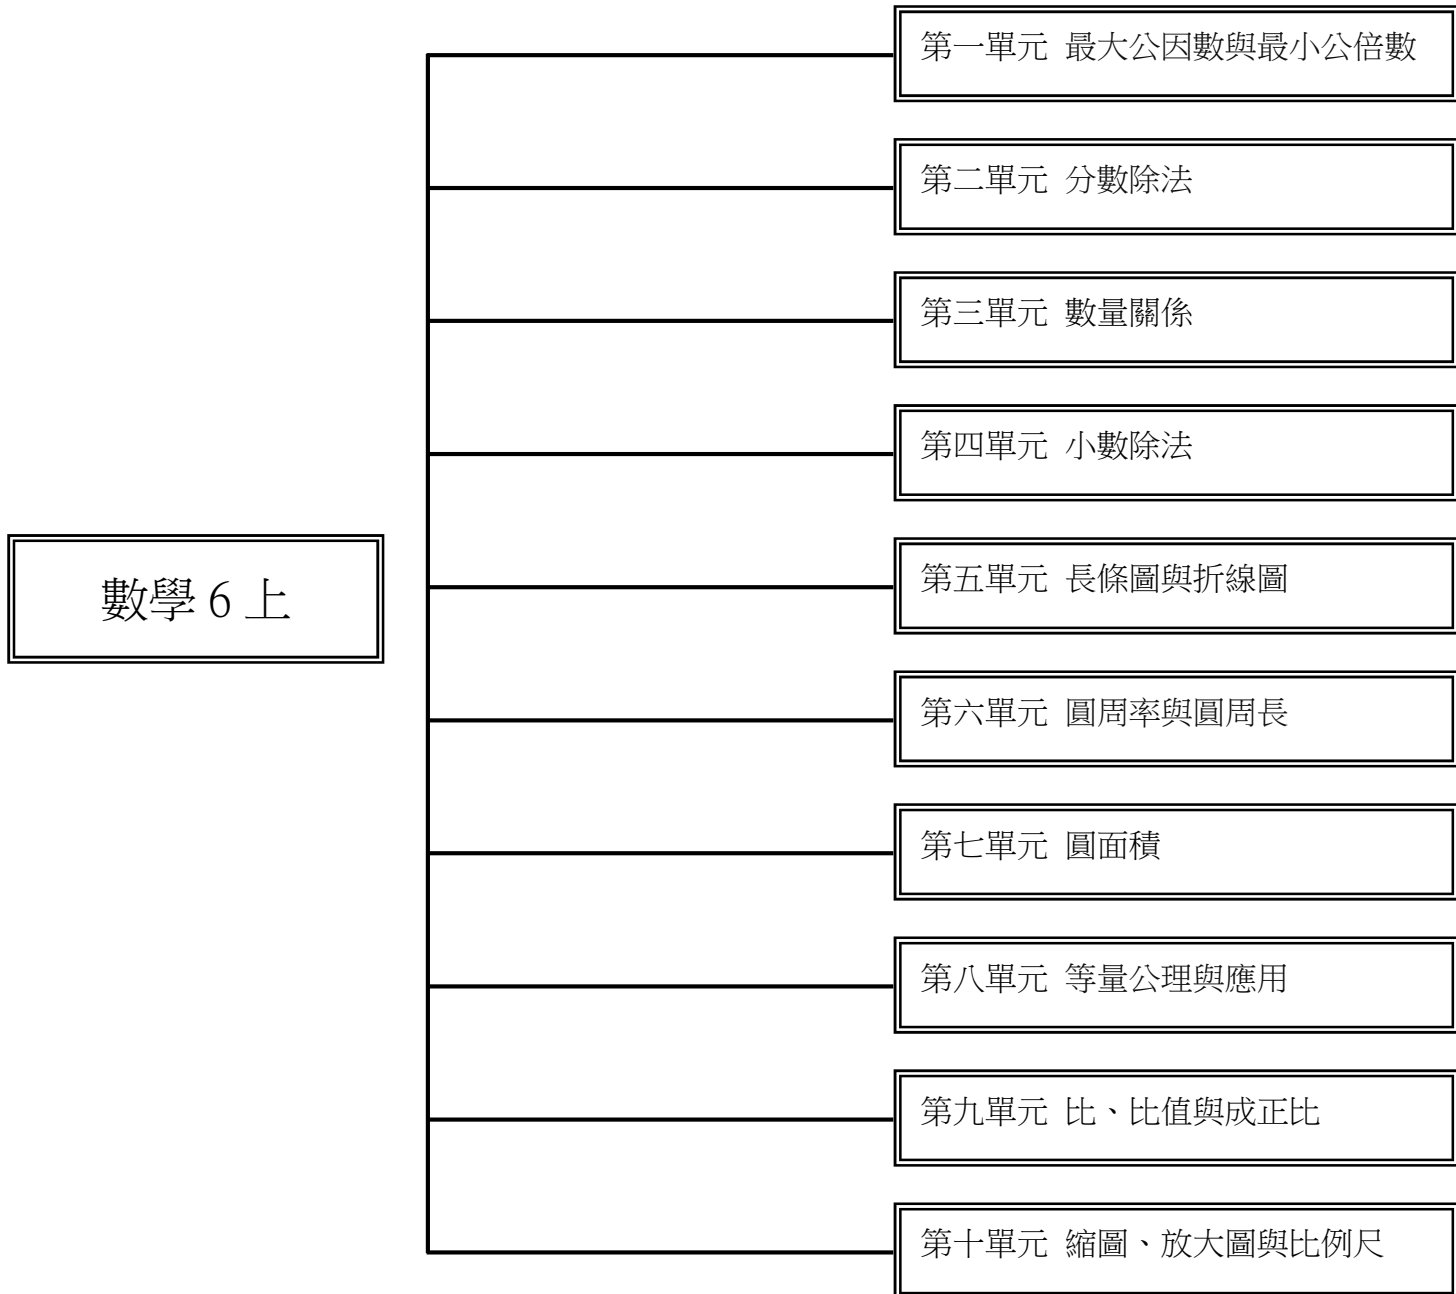 第一單元 最大公因數與最小公倍數
第二單元 分數除法
第三單元 數量關係
第四單元 小數除法
數學 6 上
第五單元 長條圖與折線圖
第六單元 圓周率與圓周長
第七單元 圓面積
第八單元 等量公理與應用
第九單元 比、比值與成正比
第十單元 縮圖、放大圖與比例尺